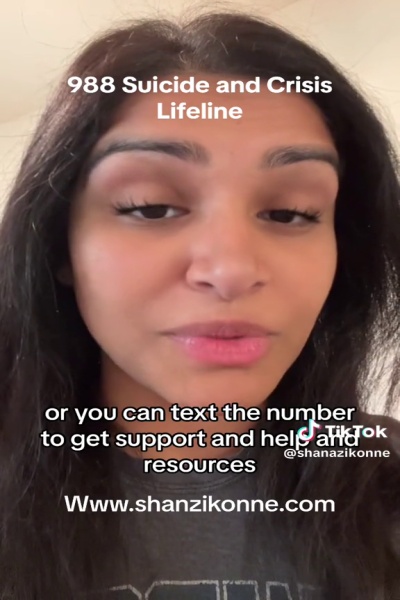 988 Suicide and Crisis
Lifeline
or you can text the number
to get support and help and
resources
TikTok
@shanazikonne
Www.shanzikonne.com